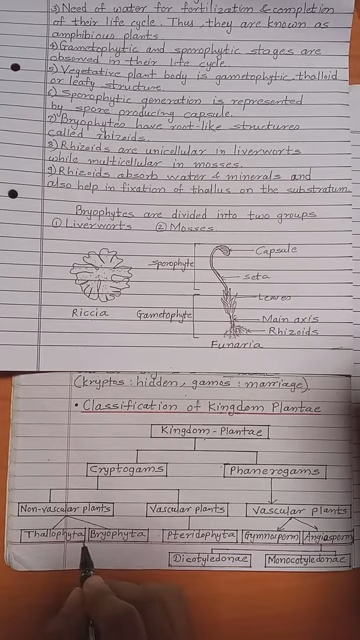 3) Need of water for fertilization & completion
of their life cycle. Thus, they are known as
amphibious plants.
4) Gametophytic and sporophytic stages are
observed in their life cycle.
5) Vegetative plant body is gametophytic, thalloid
or leafy structure.
6) Sporophytic generation is represented
by spore producing capsule.
7) Bryophytes have root-like structures
called rhizoids.
8) Rhizoids are unicellular in liverworts
while multicellular in mosses.
9) Rhizoids absorb water & minerals and
also help in fixation of thallus on the substratum.
Bryophytes are divided into two groups
① Liverworts ② Mosses.
Capsule
Sporophyte
seta
Leaves
Gametophyte
Main axis
Rhizoids
Riccia
Funaria
(kryptos: hidden, games: marriage)
• Classification of Kingdom Plantae
Kingdom-Plantae
Cryptogams Phanerogams
Non-vascular plants Vascular plants Vascular plants
Thallophyta Bryophyta Pteridophyta Gymnosperm Angiosperm
Dicotyledonae Monocotyledonae